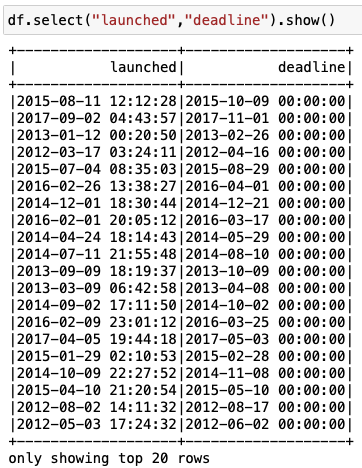 df.select("launched","deadline").show()
+-------------------+-------------------+
|           launched|           deadline|
+-------------------+-------------------+
|2015-08-11 12:12:28|2015-10-09 00:00:00|
|2017-09-02 04:43:57|2017-11-01 00:00:00|
|2013-01-12 00:20:50|2013-02-26 00:00:00|
|2012-03-17 03:24:11|2012-04-16 00:00:00|
|2015-07-04 08:35:03|2015-08-29 00:00:00|
|2016-02-26 13:38:27|2016-04-01 00:00:00|
|2014-12-01 18:30:44|2014-12-21 00:00:00|
|2016-02-01 20:05:12|2016-03-17 00:00:00|
|2014-04-24 18:14:43|2014-05-29 00:00:00|
|2014-07-11 21:55:48|2014-08-10 00:00:00|
|2013-09-09 18:19:37|2013-10-09 00:00:00|
|2013-03-09 06:42:58|2013-04-08 00:00:00|
|2014-09-02 17:11:50|2014-10-02 00:00:00|
|2016-02-09 23:01:12|2016-03-25 00:00:00|
|2017-04-05 19:44:18|2017-05-03 00:00:00|
|2015-01-29 02:10:53|2015-02-28 00:00:00|
|2014-10-09 22:27:52|2014-11-08 00:00:00|
|2015-04-10 21:20:54|2015-05-10 00:00:00|
|2012-08-02 14:11:32|2012-08-17 00:00:00|
|2012-05-03 17:24:32|2012-06-02 00:00:00|
+-------------------+-------------------+
only showing top 20 rows